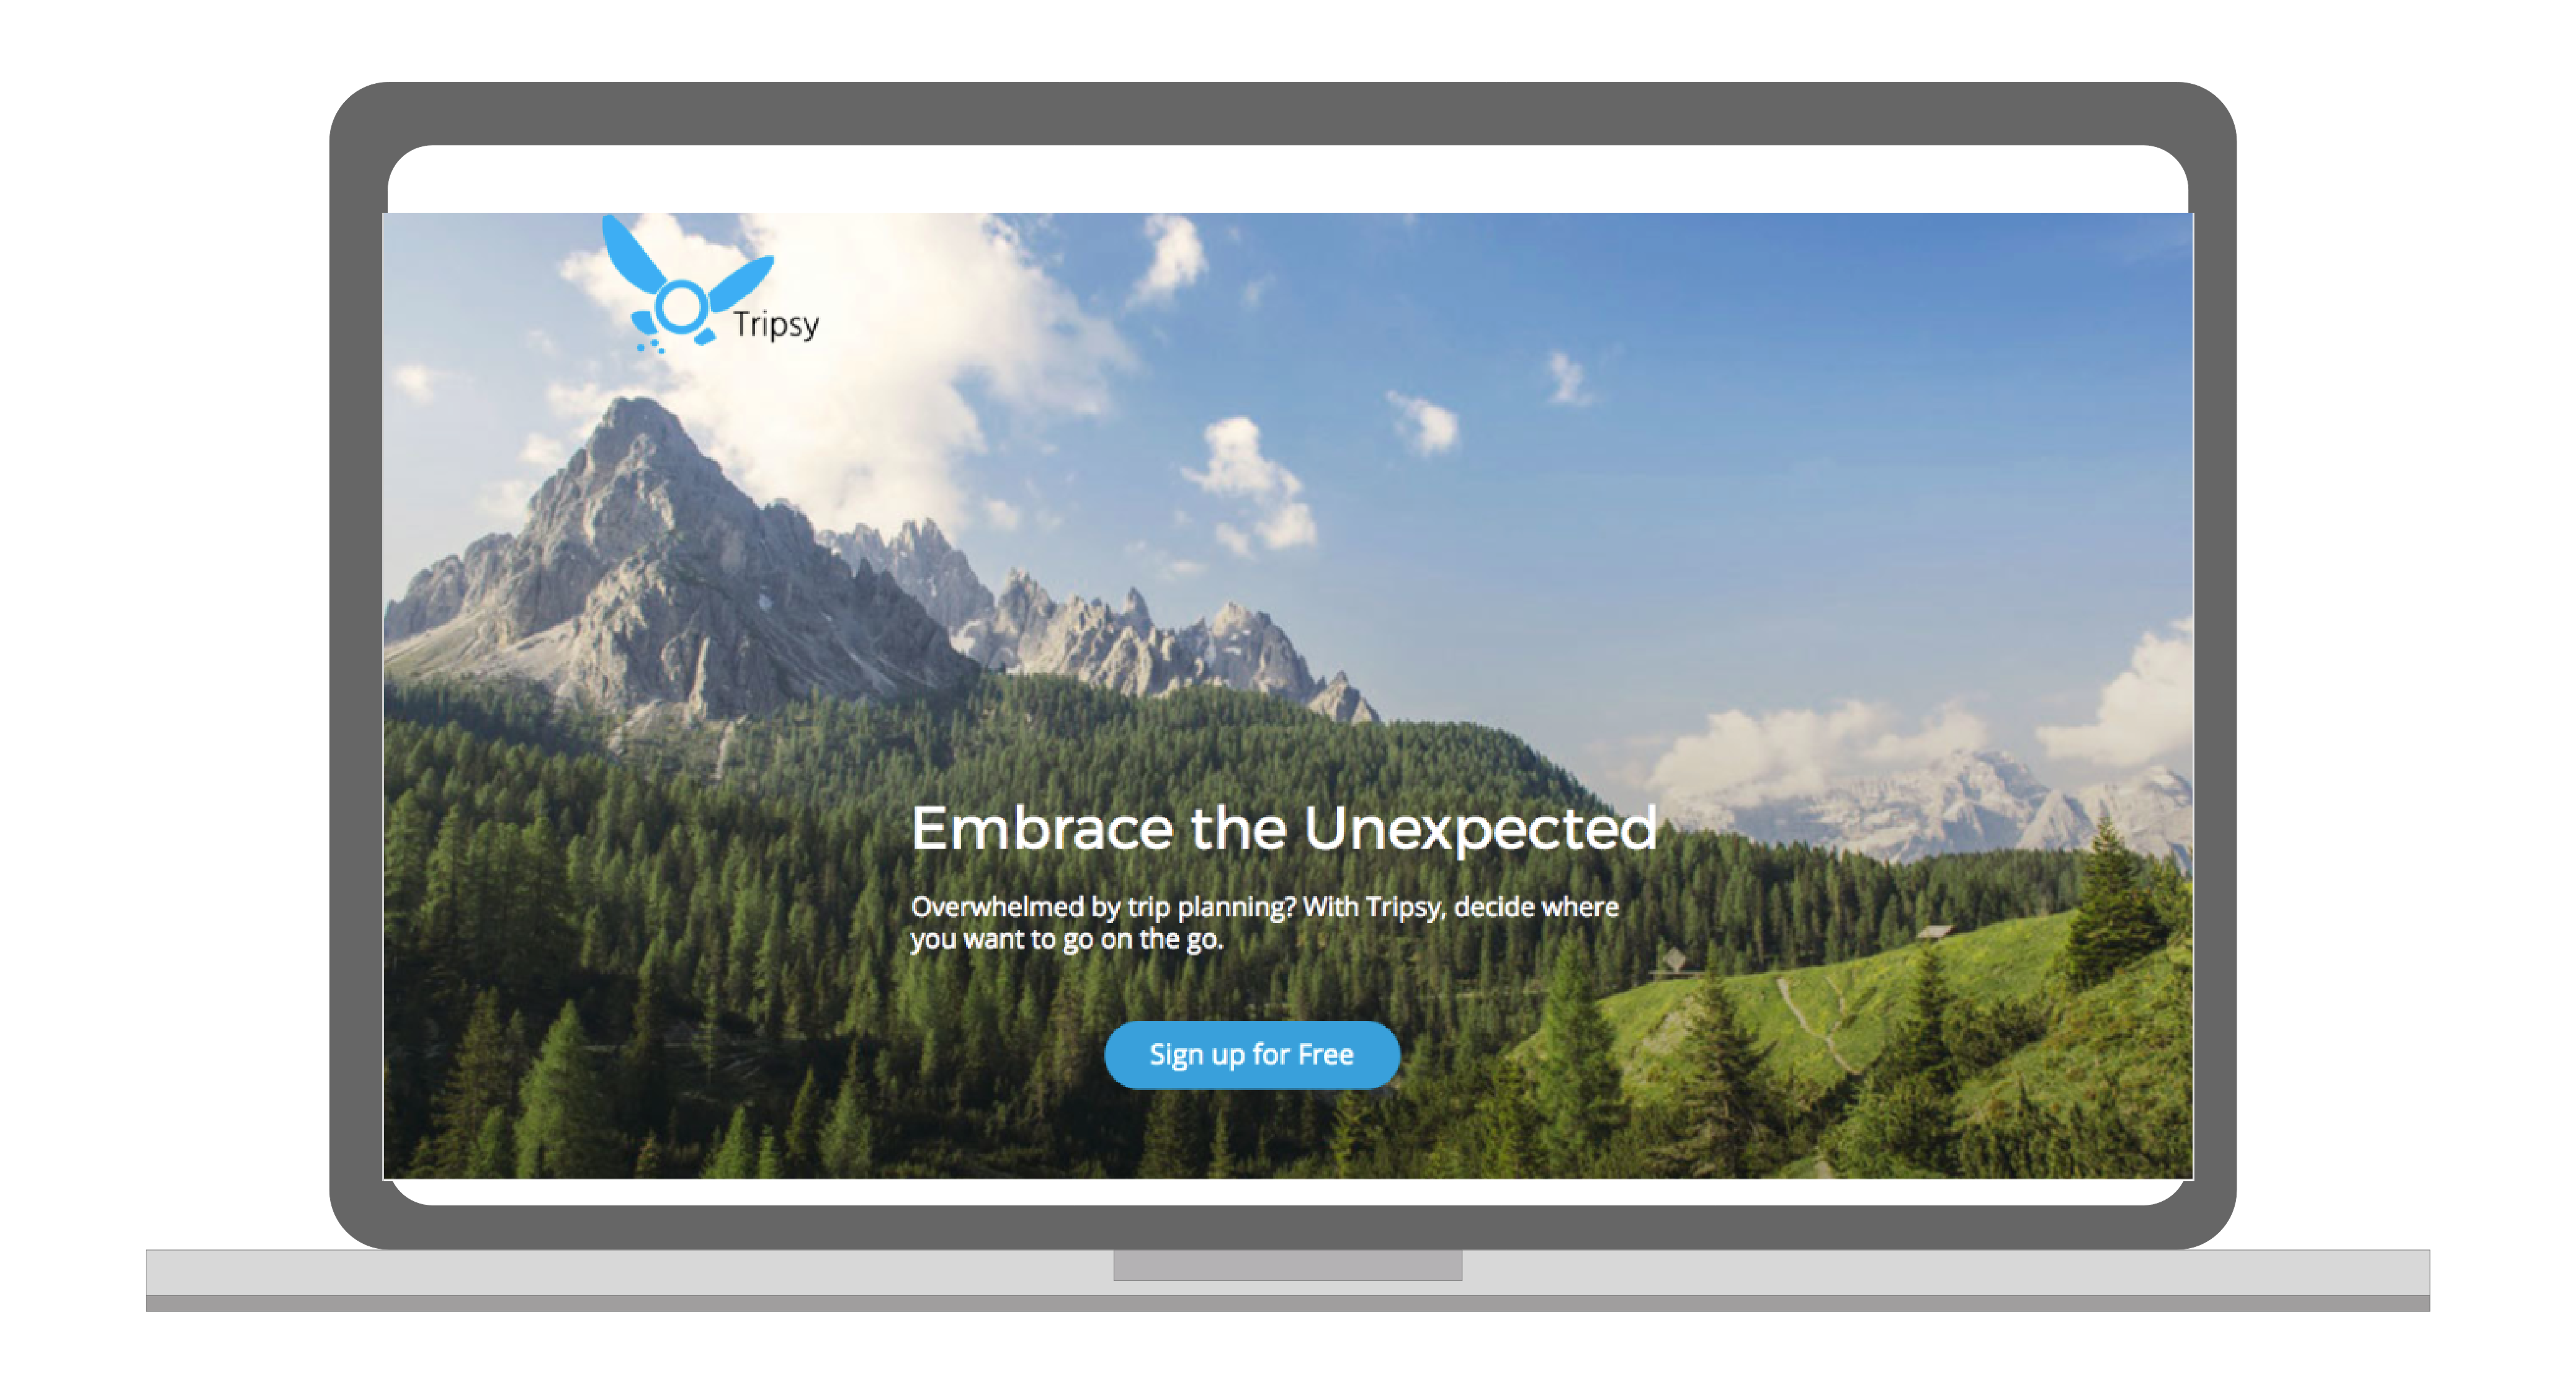 Tripsy
Embrace the Unexpected
Overwhelmed by trip planning? With Tripsy, decide where
you want to go on the go.
Sign up for Free